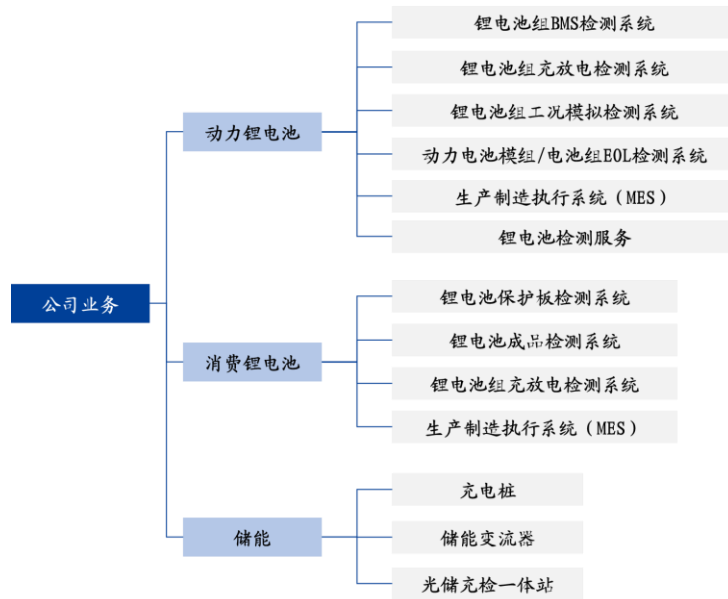 公司业务
动力锂电池
锂电池组BMS检测系统
锂电池组充放电检测系统
锂电池组工况模拟检测系统
动力电池模组/电池组EOL检测系统
生产制造执行系统（MES）
锂电池检测服务
消费锂电池
锂电池保护板检测系统
锂电池成品检测系统
锂电池组充放电检测系统
生产制造执行系统（MES）
储能
充电桩
储能变流器
光储充检一体站